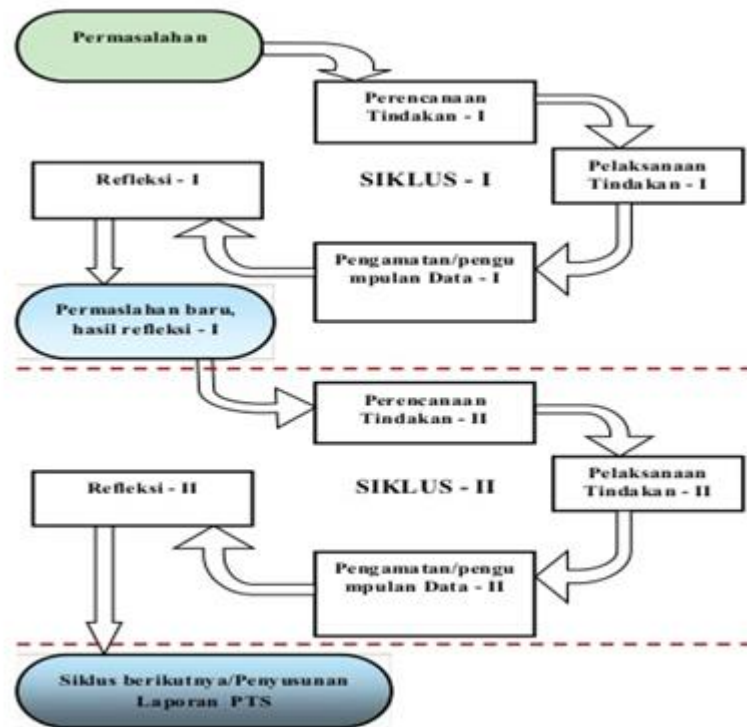 Permasalahan
Perencanaan
Tindakan - I
Pelaksanaan
Tindakan - I
SIKLUS - I
Refleksi - I
Pengamatan/pengu
mpulan Data - I
Permaslahan baru,
hasil refleksi - I
Perencanaan
Tindakan - II
Pelaksanaan
Tindakan - II
SIKLUS - II
Refleksi - II
Pengamatan/pengu
mpulan Data - II
Siklus berikutnya/Penyusunan
Laporan PTS